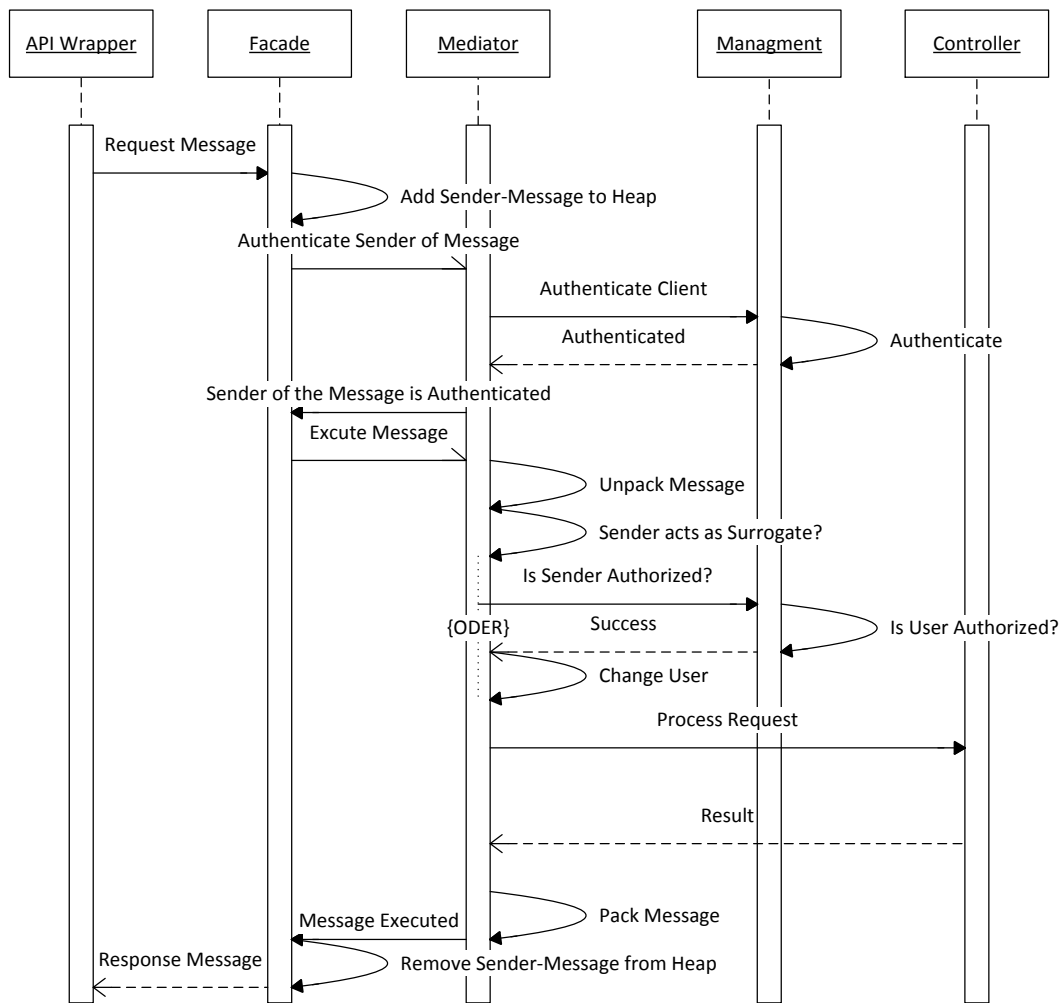 API Wrapper
Facade
Mediator
Managment
Controller
Request Message
Add Sender-Message to Heap
Authenticate Sender of Message
Authenticate Client
Authenticated
Authenticate
Sender of the Message is Authenticated
Excute Message
Unpack Message
Sender acts as Surrogate?
Is Sender Authorized?
{ODER}
Success
Is User Authorized?
Change User
Process Request
Result
Pack Message
Message Executed
Response Message
Remove Sender-Message from Heap